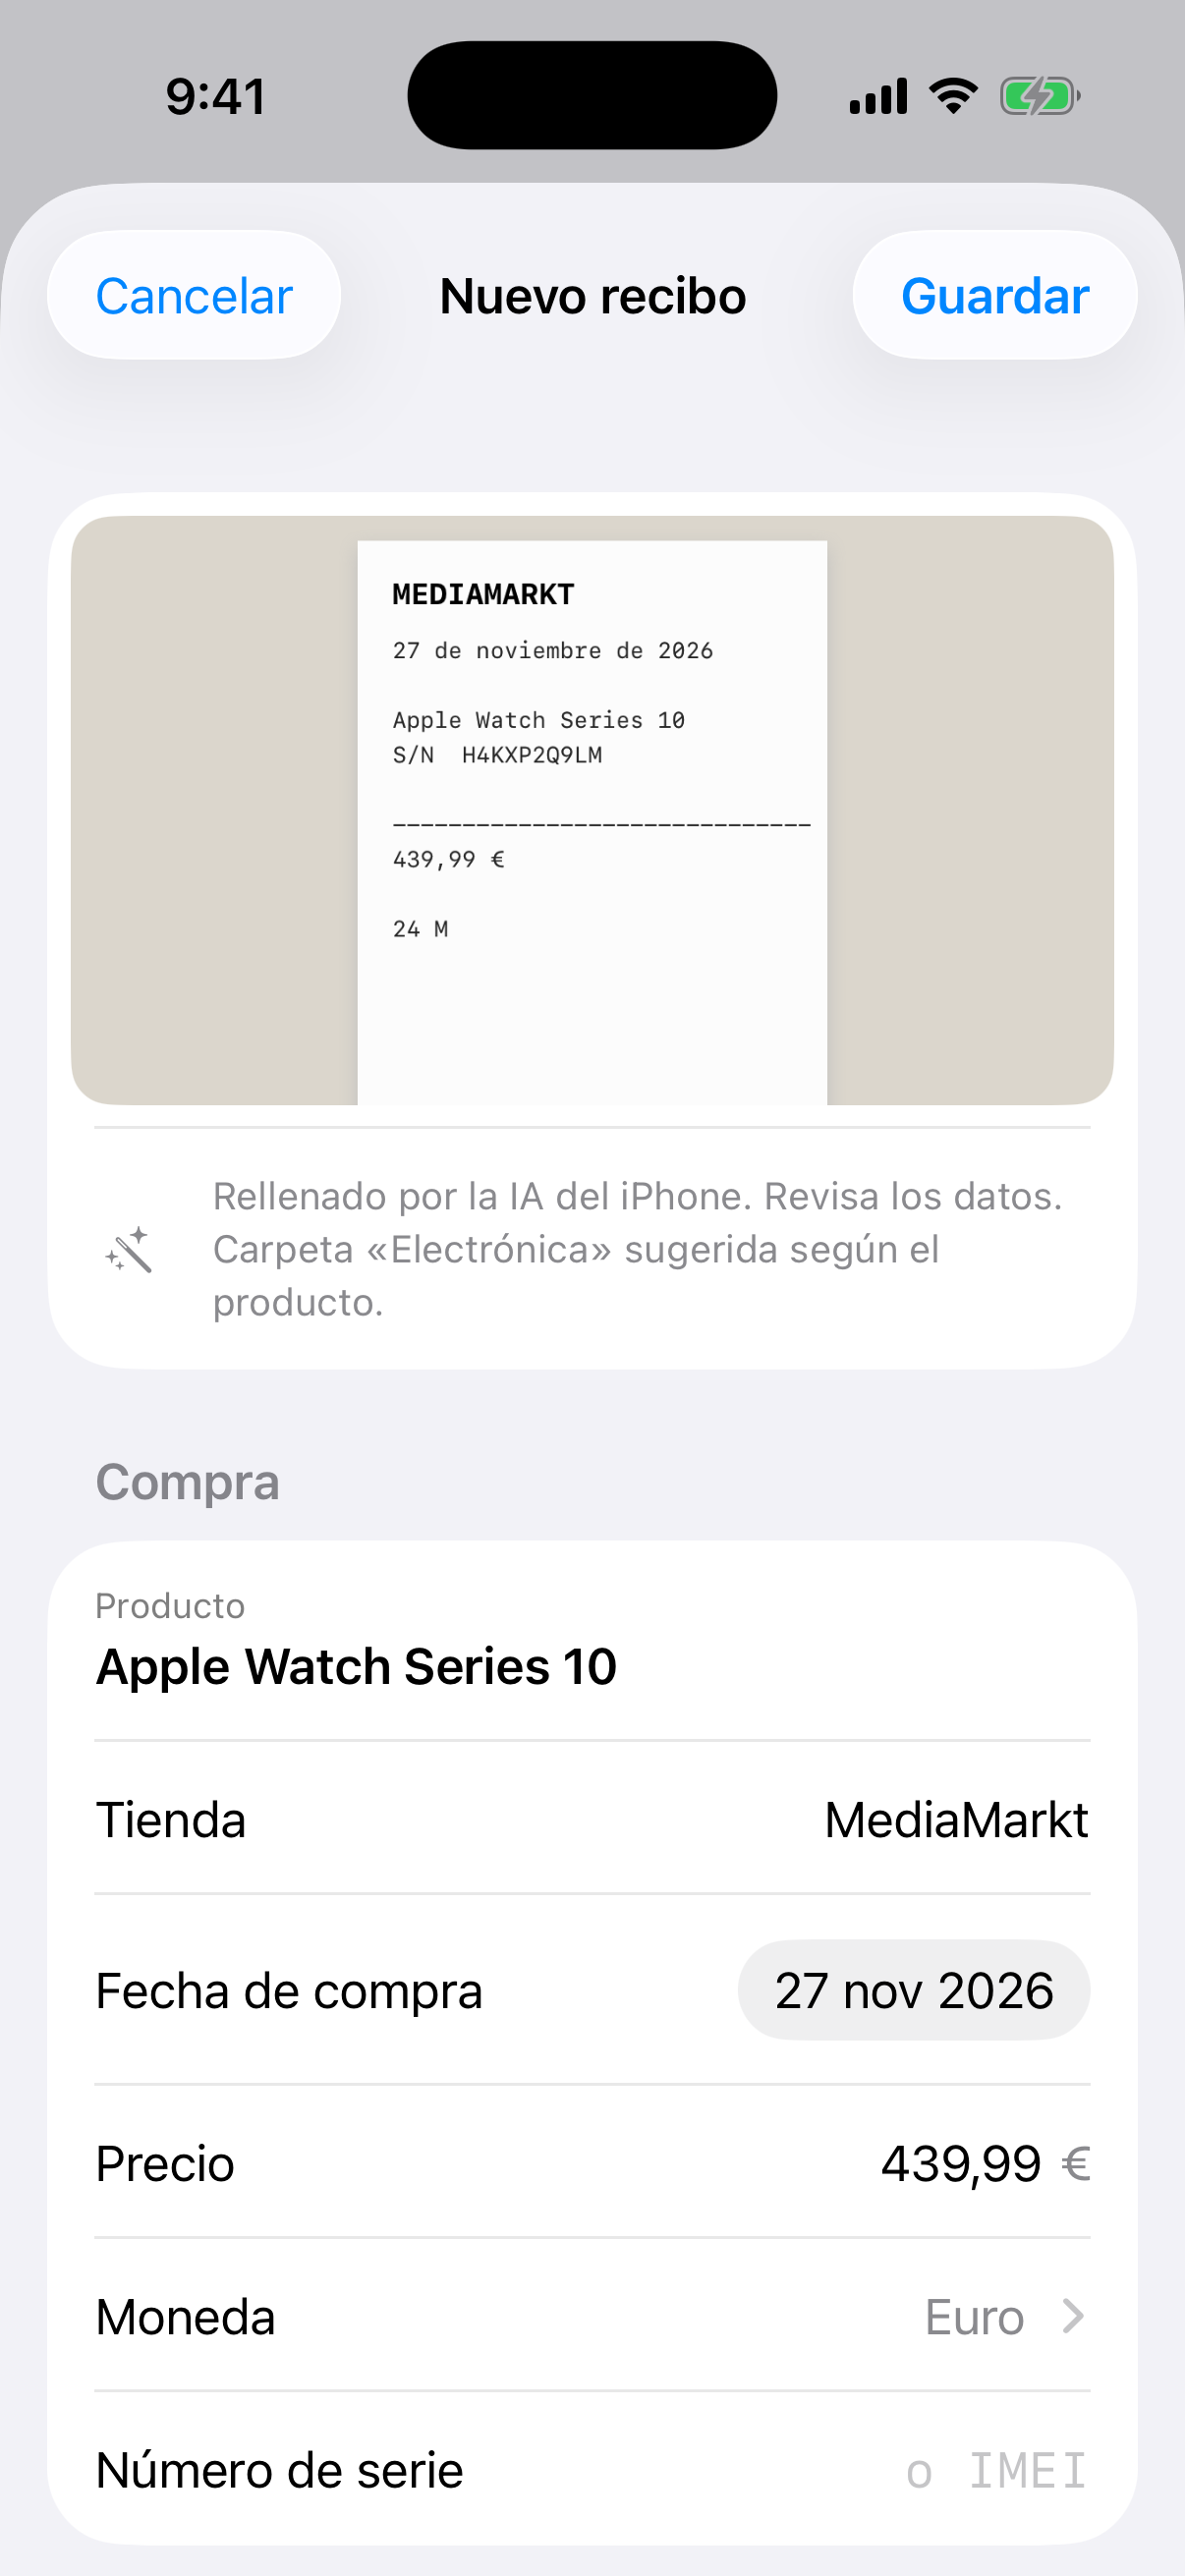 9:41
Cancelar
Nuevo recibo
Guardar
MEDIAMARKT
27 de noviembre de 2026
Apple Watch Series 10
S/N H4KXP2Q9LM
------------------------------
439,99 €
24 M
Rellenado por la IA del iPhone. Revisa los datos.
Carpeta «Electrónica» sugerida según el
producto.
Compra
Producto
Apple Watch Series 10
Tienda
MediaMarkt
Fecha de compra
27 nov 2026
Precio
439,99 €
Moneda
Euro
Número de serie
o IMEI